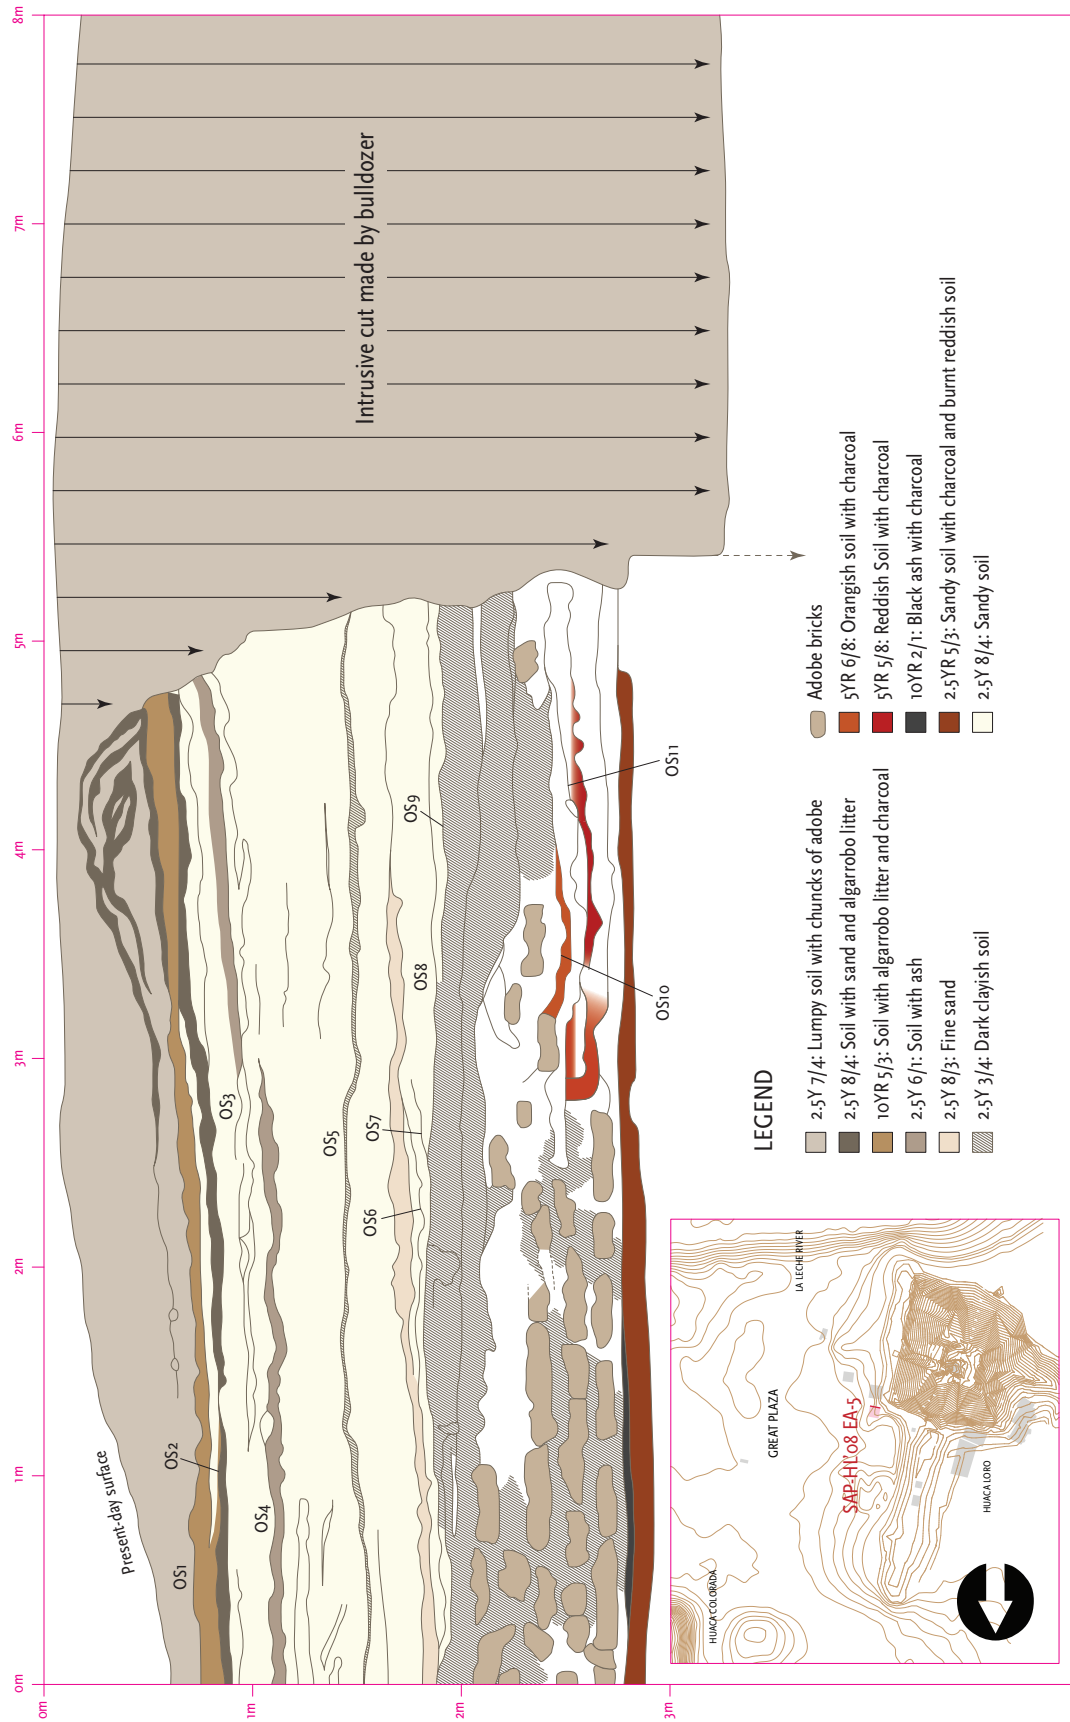 8m
7m
6m
5m
4m
3m
2m
1m
0m
0m
1m
2m
3m
Present-day surface
Intrusive cut made by bulldozer
OS1
OS2
OS3
OS4
OS5
OS6
OS7
OS8
OS9
OS10
OS11
LEGEND
2.5Y 7/4: Lumpy soil with chuncks of adobe
2.5Y 8/4: Soil with sand and algarrobo litter
10YR 5/3: Soil with algarrobo litter and charcoal
2.5Y 6/1: Soil with ash
2.5Y 8/3: Fine sand
2.5Y 3/4: Dark clayish soil
Adobe bricks
5YR 6/8: Orangish soil with charcoal
5YR 5/8: Reddish Soil with charcoal
10YR 2/1: Black ash with charcoal
2.5YR 5/3: Sandy soil with charcoal and burnt reddish soil
2.5Y 8/4: Sandy soil
HUACA COLORADA
GREAT PLAZA
LA LECHE RIVER
SAP-HL'08 EA-5
HUACA LORO